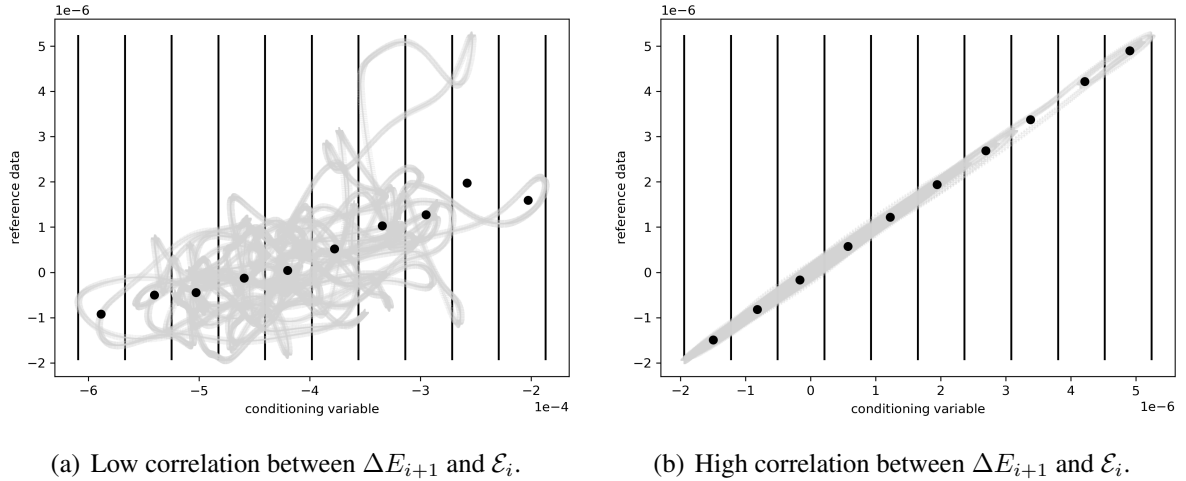 1e−6
5
4
3
2
1
0
−1
−2
reference data
−6 −5 −4 −3 −2
conditioning variable
1e−4
(a) Low correlation between ΔE_{i+1} and ℰ_i.
1e−6
5
4
3
2
1
0
−1
−2
reference data
−2 −1 0 1 2 3 4 5
conditioning variable
1e−6
(b) High correlation between ΔE_{i+1} and ℰ_i.